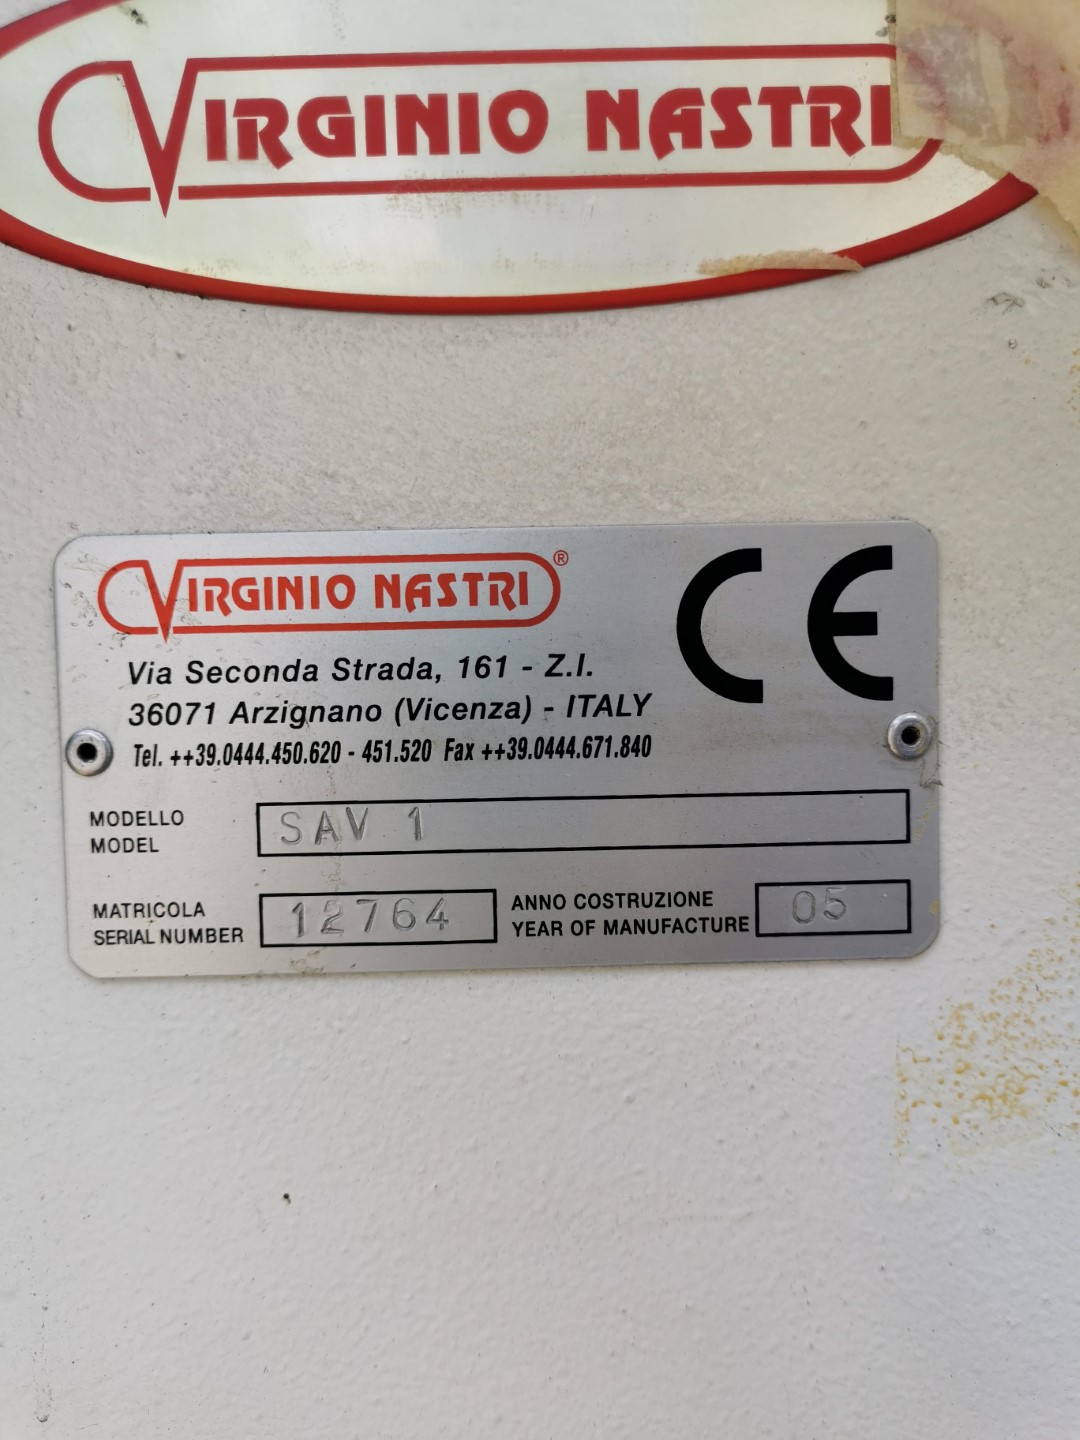 VIRGINIO NASTRI
VIRGINIO NASTRI®
CE
Via Seconda Strada, 161 - Z.I.
36071 Arzignano (Vicenza) - ITALY
Tel. ++39.0444.450.620 - 451.520 Fax ++39.0444.671.840
MODELLO
MODEL
SAV 1
MATRICOLA
SERIAL NUMBER
12764
ANNO COSTRUZIONE
YEAR OF MANUFACTURE
05